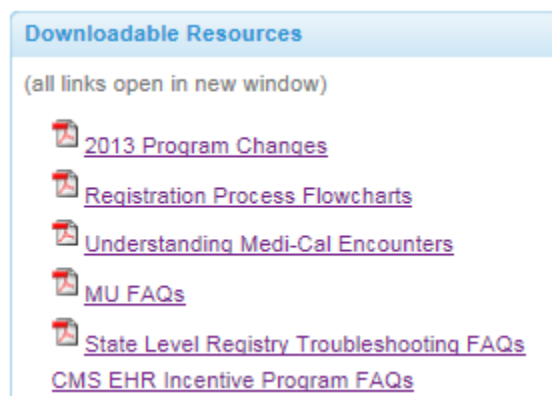 Downloadable Resources
(all links open in new window)
2013 Program Changes
Registration Process Flowcharts
Understanding Medi-Cal Encounters
MU FAQs
State Level Registry Troubleshooting FAQs
CMS EHR Incentive Program FAQs